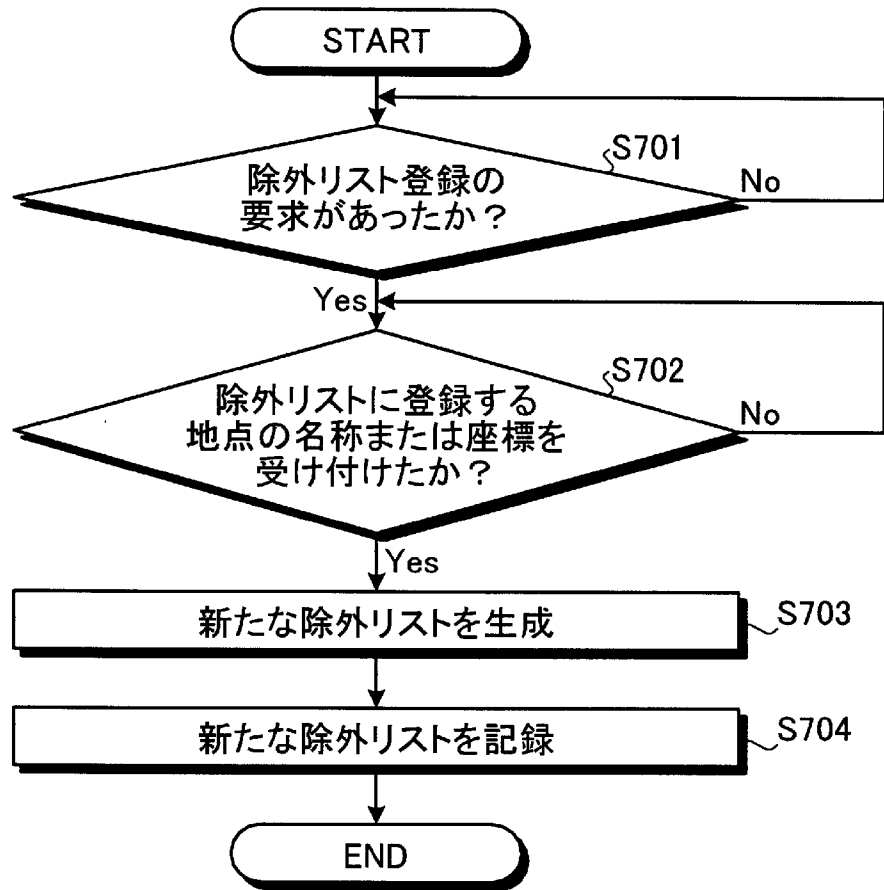 START
除外リスト登録の
要求があったか？
S701
No
Yes
除外リストに登録する
地点の名称または座標を
受け付けたか？
S702
No
Yes
新たな除外リストを生成
S703
新たな除外リストを記録
S704
END